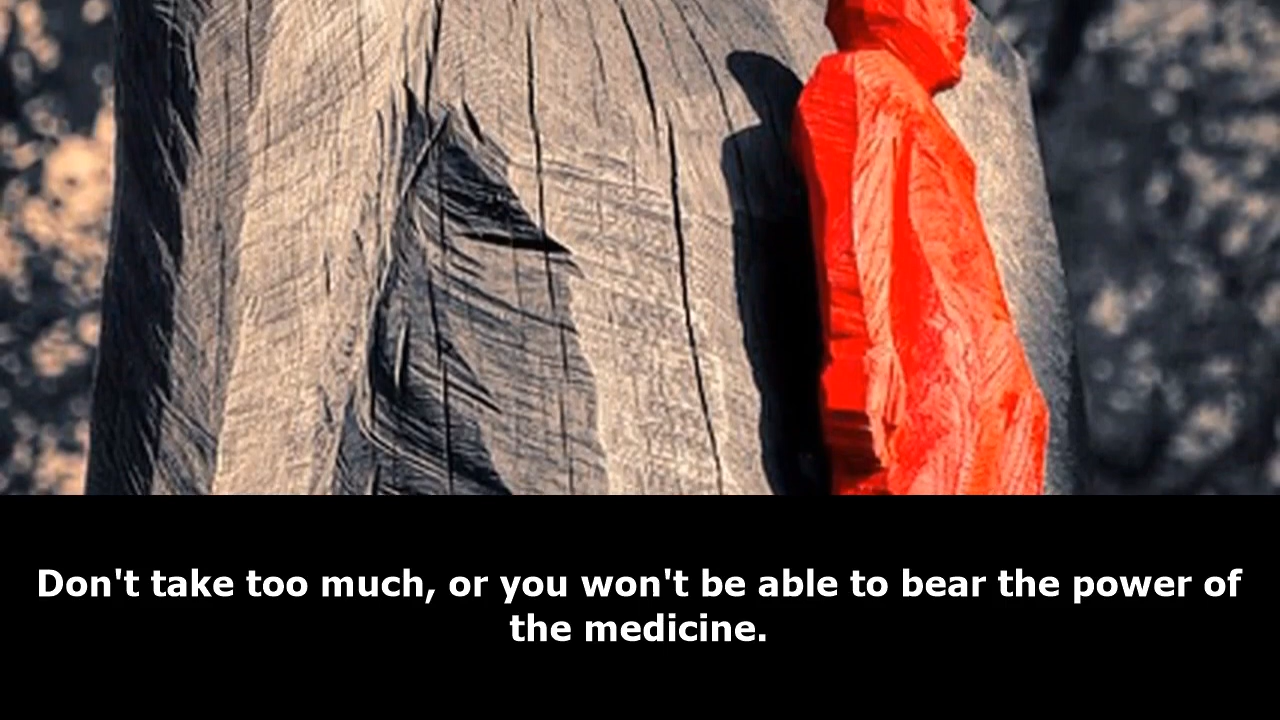 Don't take too much, or you won't be able to bear the power of
the medicine.